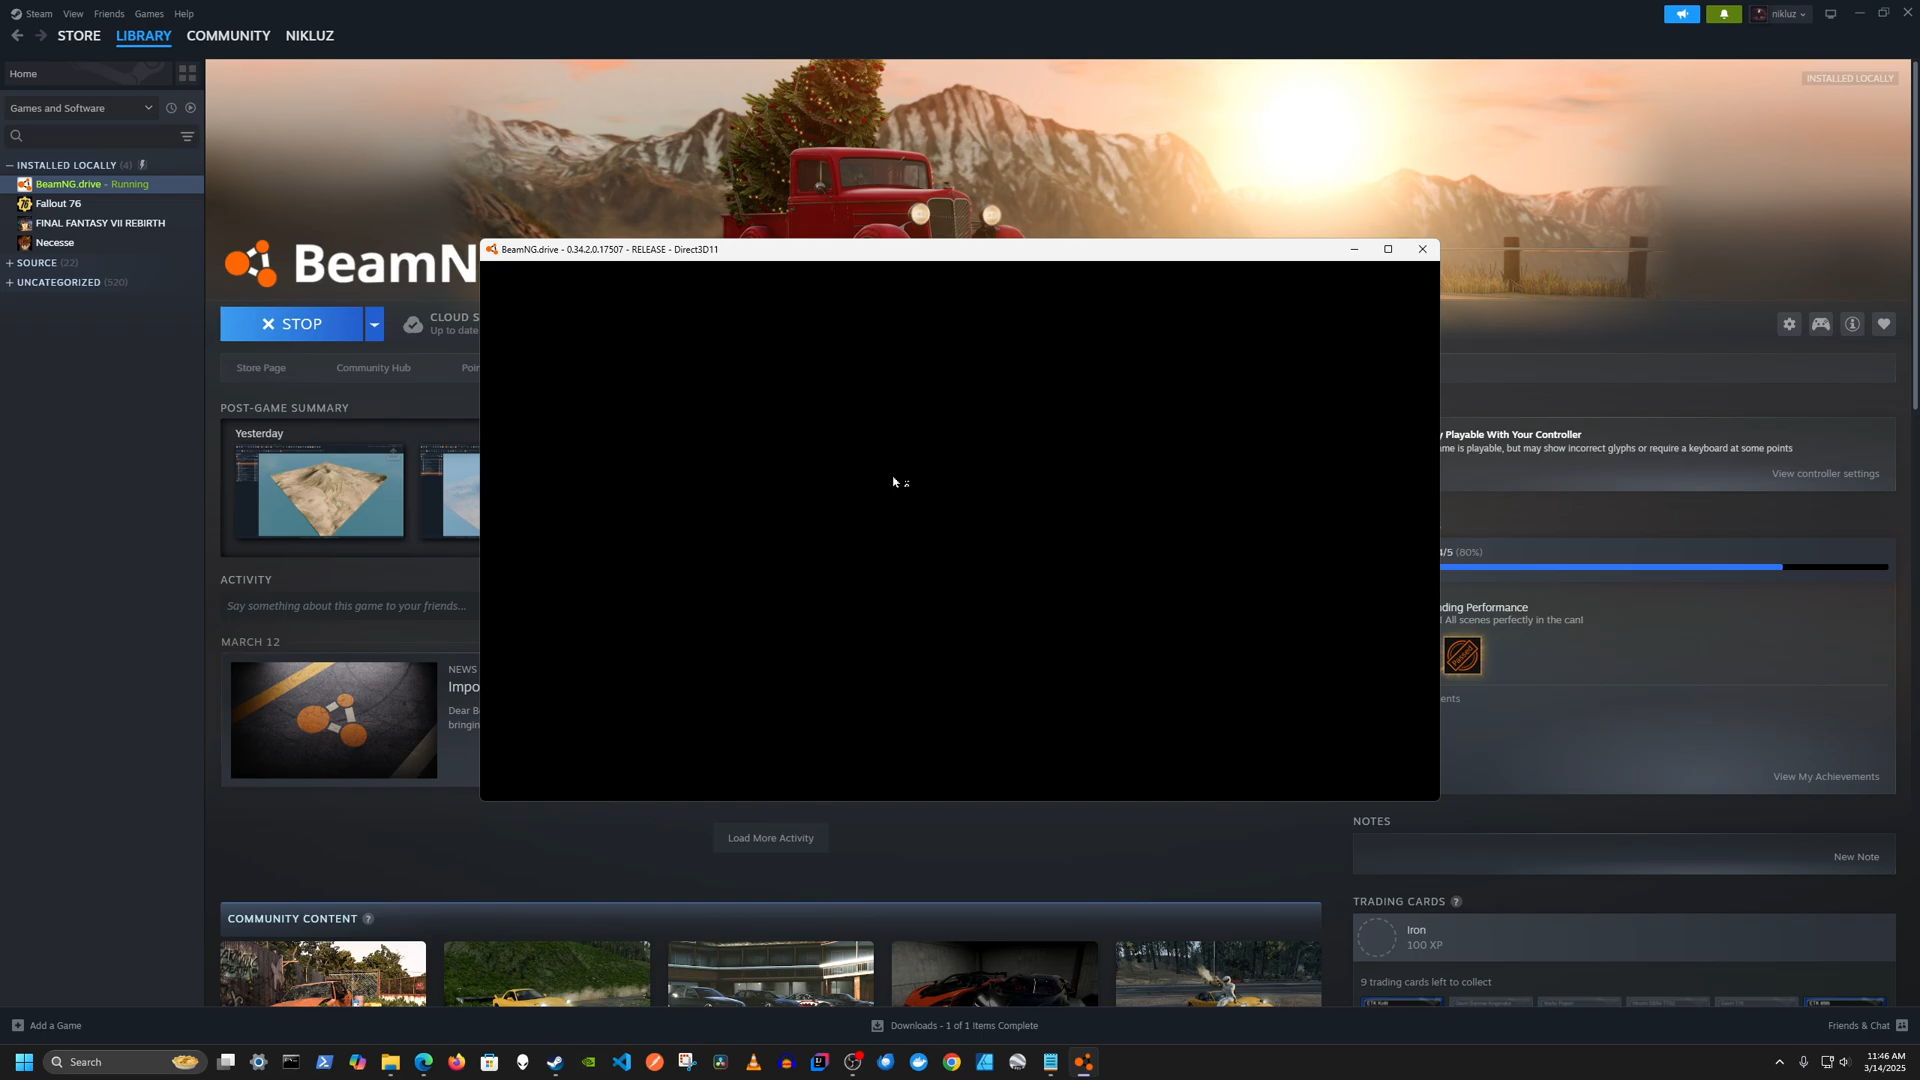 Steam View Friends Games Help
nikluz
STORE LIBRARY COMMUNITY NIKLUZ
Home
INSTALLED LOCALLY
Games and Software
INSTALLED LOCALLY (4)
BeamNG.drive - Running
Fallout 76
FINAL FANTASY VII REBIRTH
Necesse
SOURCE (22)
UNCATEGORIZED (520)
BeamN
BeamNG.drive - 0.34.2.0.17507 - RELEASE - Direct3D11
STOP
CLOUD S
Up to date
Store Page Community Hub Poi
POST-GAME SUMMARY
Yesterday
y Playable With Your Controller
me is playable, but may show incorrect glyphs or require a keyboard at some points
View controller settings
4/5 (80%)
ACTIVITY
Say something about this game to your friends...
nding Performance
! All scenes perfectly in the can!
Passed
MARCH 12
NEWS
Impo
Dear B
bringin
ents
View My Achievements
Load More Activity
NOTES
New Note
TRADING CARDS ?
Iron
100 XP
9 trading cards left to collect
COMMUNITY CONTENT ?
Add a Game
Downloads - 1 of 1 Items Complete
Friends & Chat
Search
11:46 AM
3/14/2025